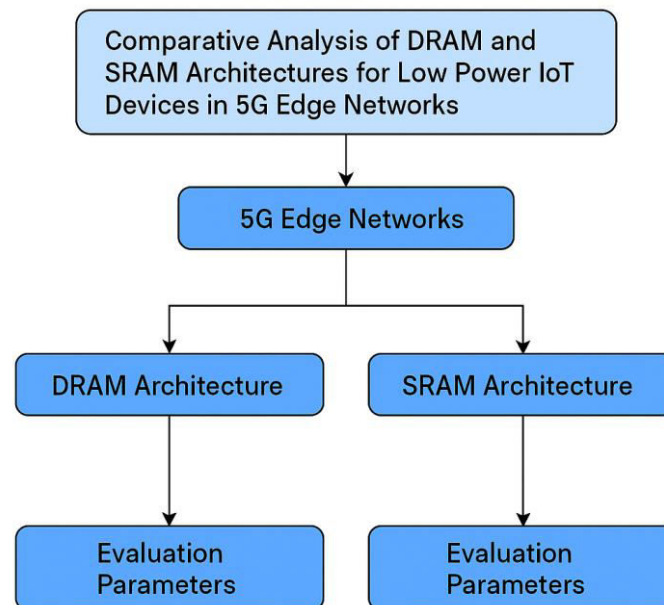 Comparative Analysis of DRAM and
SRAM Architectures for Low Power IoT
Devices in 5G Edge Networks
5G Edge Networks
DRAM Architecture
SRAM Architecture
Evaluation
Parameters
Evaluation
Parameters